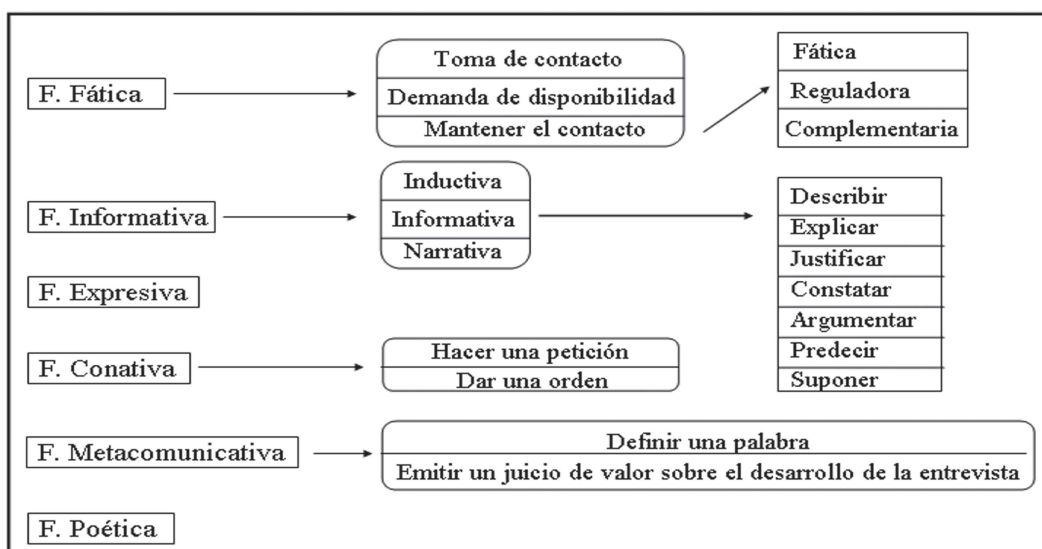 F. Fática
Toma de contacto
Demanda de disponibilidad
Mantener el contacto
Fática
Reguladora
Complementaria
F. Informativa
Inductiva
Informativa
Narrativa
Describir
Explicar
Justificar
Constatar
Argumentar
Predecir
Suponer
F. Expresiva
F. Conativa
Hacer una petición
Dar una orden
F. Metacomunicativa
Definir una palabra
Emitir un juicio de valor sobre el desarrollo de la entrevista
F. Poética